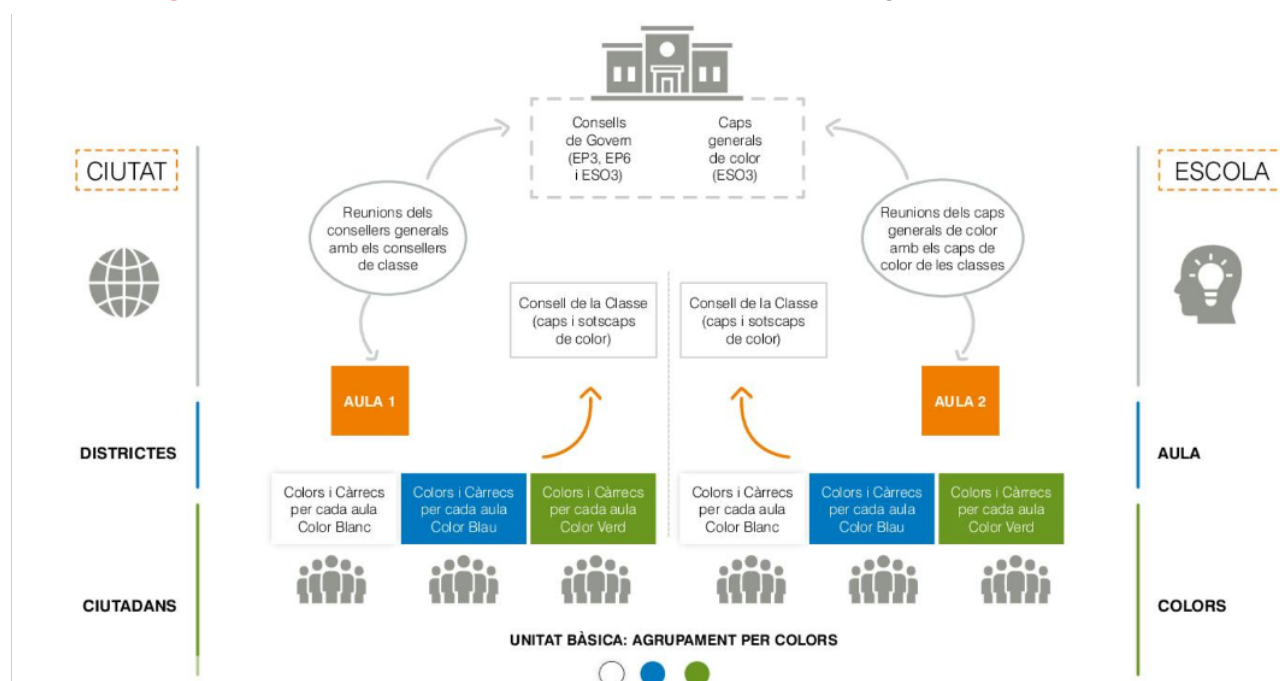 Consells
de Govern
(EP3, EP6
i ESO3)
Caps
generals
de color
(ESO3)
CIUTAT
ESCOLA
Reunions dels
consellers generals
amb els consellers
de classe
Reunions dels caps
generals de color
amb els caps de
color de les classes
Consell de la Classe
(caps i sotscaps
de color)
Consell de la Classe
(caps i sotscaps
de color)
AULA 1
AULA 2
DISTRICTES
AULA
Colors i Càrrecs
per cada aula
Color Blanc
Colors i Càrrecs
per cada aula
Color Blau
Colors i Càrrecs
per cada aula
Color Verd
Colors i Càrrecs
per cada aula
Color Blanc
Colors i Càrrecs
per cada aula
Color Blau
Colors i Càrrecs
per cada aula
Color Verd
CIUTADANS
COLORS
UNITAT BÀSICA: AGRUPAMENT PER COLORS